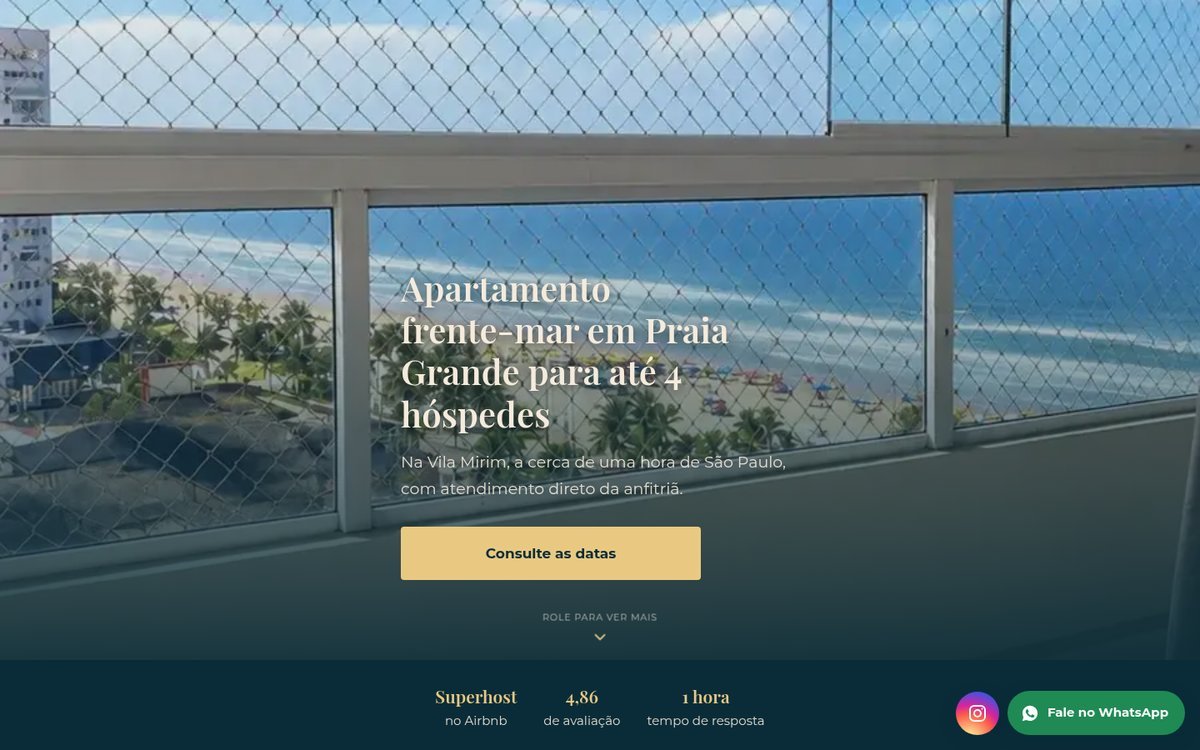 Apartamento
frente-mar em Praia
Grande para até 4
hóspedes
Na Vila Mirim, a cerca de uma hora de São Paulo,
com atendimento direto da anfitriã.
Consulte as datas
ROLE PARA VER MAIS
Superhost
no Airbnb
4,86
de avaliação
1 hora
tempo de resposta
Fale no WhatsApp